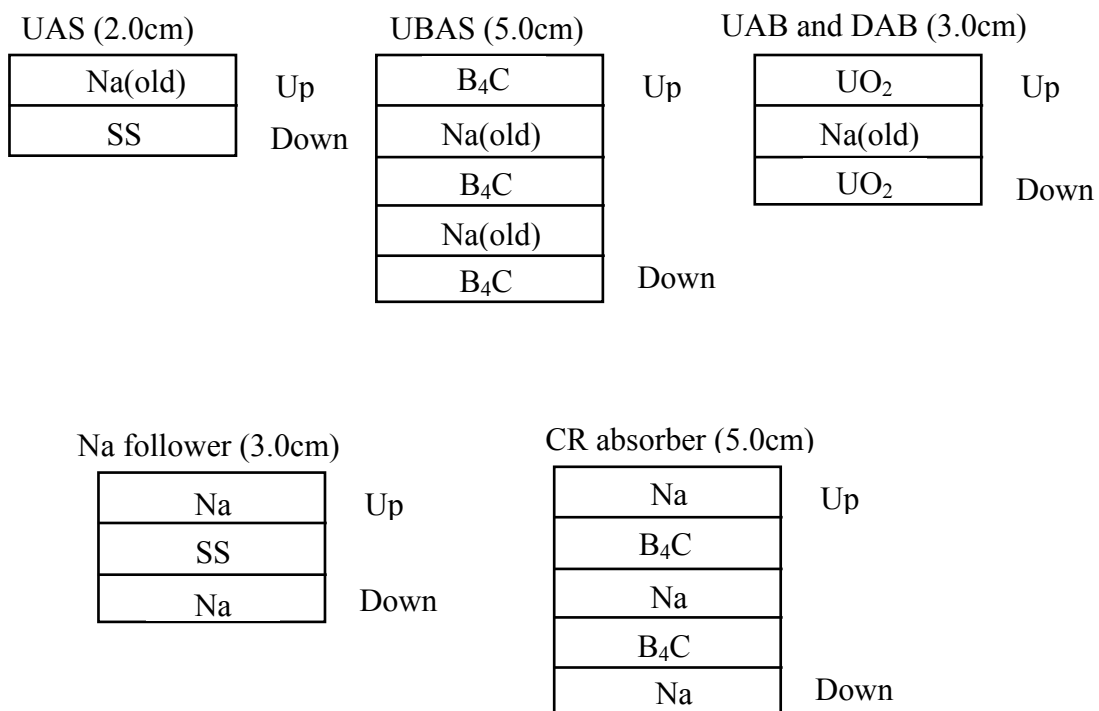 UAS (2.0cm)
Na(old)
SS
Up
Down
UBAS (5.0cm)
B₄C
Na(old)
B₄C
Na(old)
B₄C
Up
Down
UAB and DAB (3.0cm)
UO₂
Na(old)
UO₂
Up
Down
Na follower (3.0cm)
Na
SS
Na
Up
Down
CR absorber (5.0cm)
Na
B₄C
Na
B₄C
Na
Up
Down